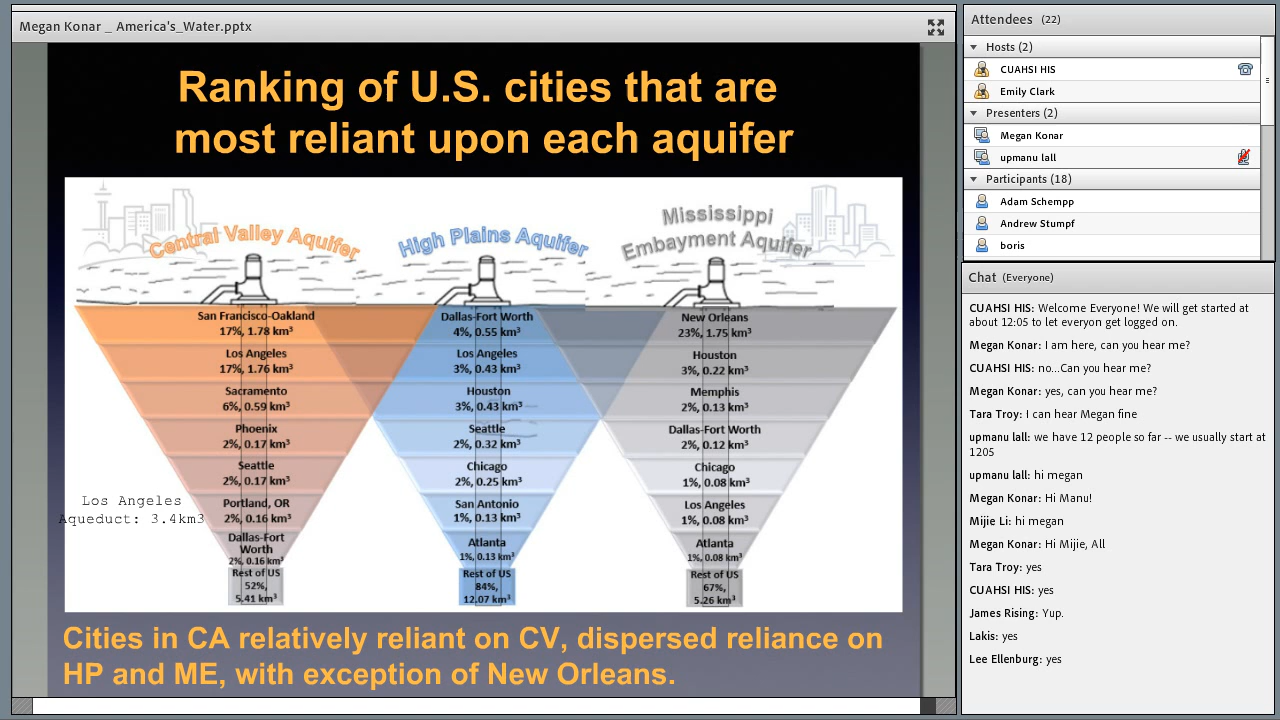 Megan Konar _ America's_Water.pptx
Ranking of U.S. cities that are
most reliant upon each aquifer
Central Valley Aquifer
High Plains Aquifer
Mississippi
Embayment Aquifer
San Francisco-Oakland
17%, 1.78 km³
Los Angeles
17%, 1.76 km³
Sacramento
6%, 0.59 km³
Phoenix
2%, 0.17 km³
Seattle
2%, 0.17 km³
Portland, OR
2%, 0.16 km³
Dallas-Fort
Worth
2%, 0.16 km³
Rest of US
52%,
5.41 km³
Dallas-Fort Worth
4%, 0.55 km³
Los Angeles
3%, 0.43 km³
Houston
3%, 0.43 km³
Seattle
2%, 0.32 km³
Chicago
2%, 0.25 km³
San Antonio
1%, 0.13 km³
Atlanta
1%, 0.13 km³
Rest of US
84%,
12.07 km³
New Orleans
23%, 1.75 km³
Houston
3%, 0.22 km³
Memphis
2%, 0.13 km³
Dallas-Fort Worth
2%, 0.12 km³
Chicago
1%, 0.08 km³
Los Angeles
1%, 0.08 km³
Atlanta
1%, 0.08 km³
Rest of US
67%,
5.26 km³
Los Angeles
Aqueduct: 3.4km3
Cities in CA relatively reliant on CV, dispersed reliance on
HP and ME, with exception of New Orleans.
Attendees (22)
Hosts (2)
CUAHSI HIS
Emily Clark
Presenters (2)
Megan Konar
upmanu lall
Participants (18)
Adam Schempp
Andrew Stumpf
boris
Chat (Everyone)
CUAHSI HIS: Welcome Everyone! We will get started at
about 12:05 to let everyon get logged on.
Megan Konar: I am here, can you hear me?
CUAHSI HIS: no...Can you hear me?
Megan Konar: yes, can you hear me?
Tara Troy: I can hear Megan fine
upmanu lall: we have 12 people so far -- we usually start at
1205
upmanu lall: hi megan
Megan Konar: Hi Manu!
Mijie Li: hi megan
Megan Konar: Hi Mijie, All
Tara Troy: yes
CUAHSI HIS: yes
James Rising: Yup.
Lakis: yes
Lee Ellenburg: yes